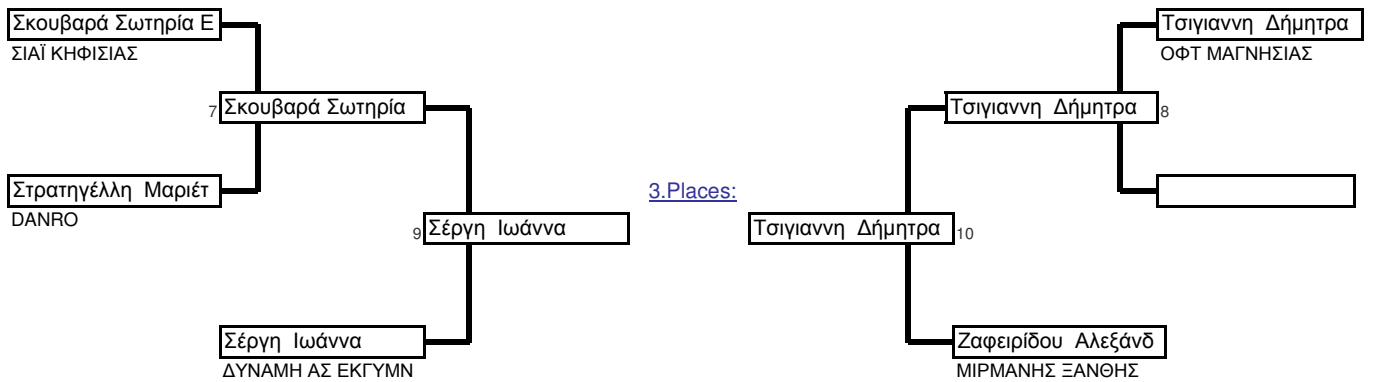 Σκουβαρά Σωτηρία Ε
ΣΙΑΪ ΚΗΦΙΣΙΑΣ
7 Σκουβαρά Σωτηρία
Στρατηγέλλη Μαριέτ
DANRO
9 Σέργη Ιωάννα
Σέργη Ιωάννα
ΔΥΝΑΜΗ ΑΣ ΕΚΓΥΜΝ
3.Places:
Τσιγιαννη Δήμητρα
ΟΦΤ ΜΑΓΝΗΣΙΑΣ
Τσιγιαννη Δήμητρα 8
Τσιγιαννη Δήμητρα 10
Ζαφειρίδου Αλεξάνδ
ΜΙΡΜΑΝΗΣ ΞΑΝΘΗΣ